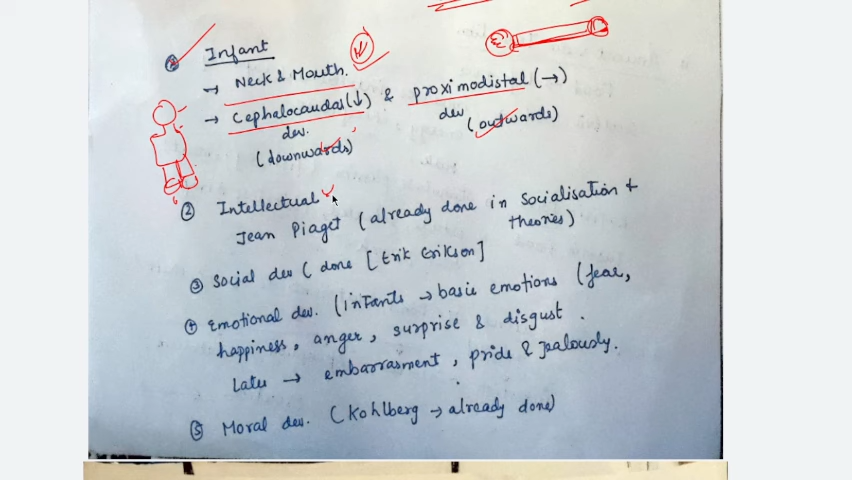 ① Infant
→ Neck & Mouth.
→ Cephalocaudal(↓) & proximodistal (→)
dev. dev
(downwards) (outwards)
② Intellectual
Jean Piaget (already done in Socialisation +
theories)
③ Social dev ( done [Erik Erikson]
④ Emotional dev. (infants → basic emotions (fear,
happiness, anger, surprise & disgust.
Later → embarrasment, pride & Jealously.
⑤ Moral dev. (Kohlberg → already done)